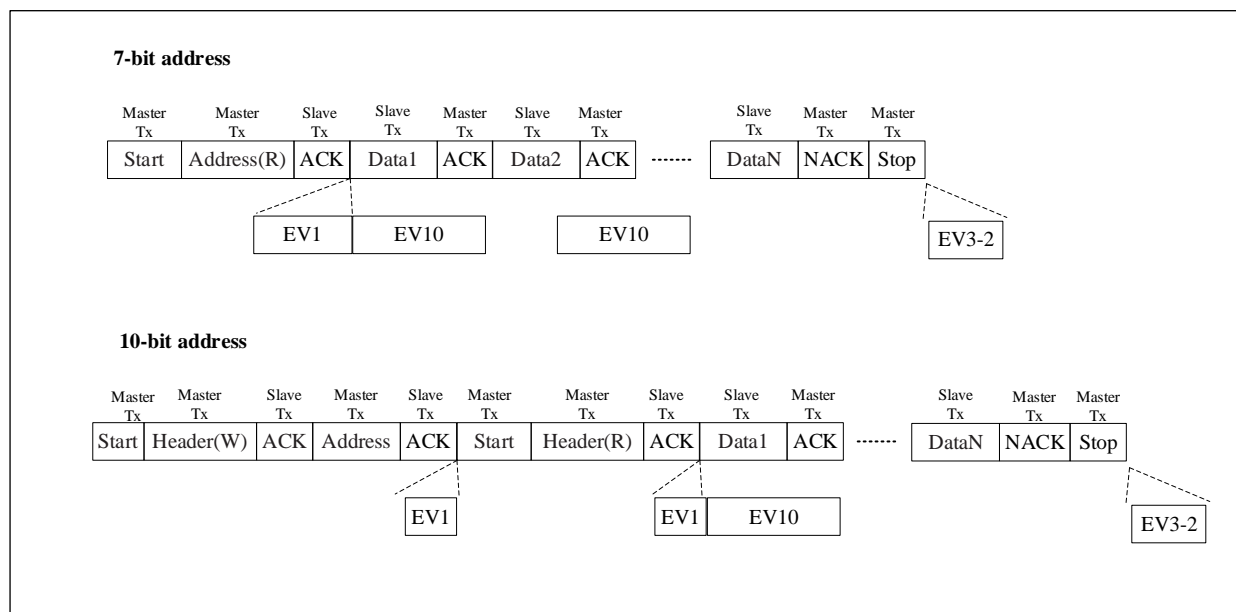 7-bit address
Master Master Slave Slave Master Slave Master Slave Master Master
Tx Tx Tx Tx Tx Tx Tx Tx Tx Tx
Start Address(R) ACK Data1 ACK Data2 ACK ....... DataN NACK Stop
EV1 EV10 EV10 EV3-2
10-bit address
Master Master Slave Master Slave Master Master Slave Slave Master Slave Master Master
Tx Tx Tx Tx Tx Tx Tx Tx Tx Tx Tx Tx Tx
Start Header(W) ACK Address ACK Start Header(R) ACK Data1 ACK ....... DataN NACK Stop
EV1 EV1 EV10 EV3-2